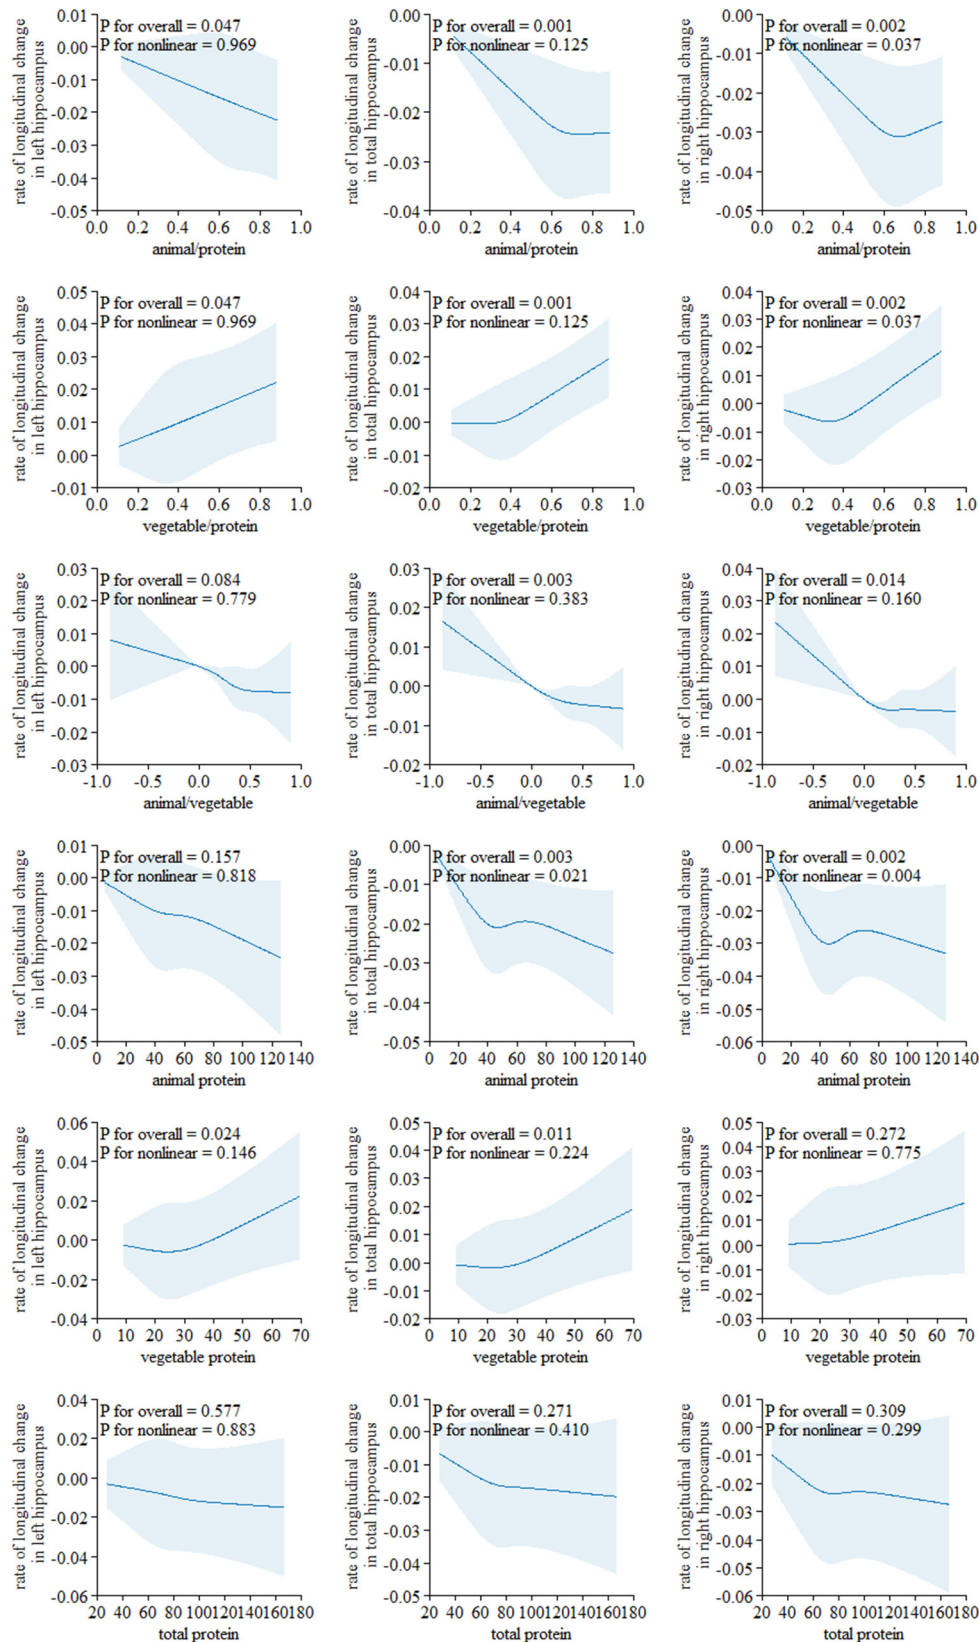 rate of longitudinal change
in left hippocampus
0.01
0.00
-0.01
-0.02
-0.03
-0.04
-0.05
P for overall = 0.047
P for nonlinear = 0.969
0.0 0.2 0.4 0.6 0.8 1.0
animal/protein
rate of longitudinal change
in total hippocampus
0.00
-0.01
-0.02
-0.03
-0.04
P for overall = 0.001
P for nonlinear = 0.125
0.0 0.2 0.4 0.6 0.8 1.0
animal/protein
rate of longitudinal change
in right hippocampus
0.00
-0.01
-0.02
-0.03
-0.04
-0.05
P for overall = 0.002
P for nonlinear = 0.037
0.0 0.2 0.4 0.6 0.8 1.0
animal/protein
rate of longitudinal change
in left hippocampus
0.05
0.04
0.03
0.02
0.01
0.00
-0.01
P for overall = 0.047
P for nonlinear = 0.969
0.0 0.2 0.4 0.6 0.8 1.0
vegetable/protein
rate of longitudinal change
in total hippocampus
0.04
0.03
0.02
0.01
0.00
-0.01
-0.02
P for overall = 0.001
P for nonlinear = 0.125
0.0 0.2 0.4 0.6 0.8 1.0
vegetable/protein
rate of longitudinal change
in right hippocampus
0.04
0.03
0.02
0.01
0.00
-0.01
-0.02
-0.03
P for overall = 0.002
P for nonlinear = 0.037
0.0 0.2 0.4 0.6 0.8 1.0
vegetable/protein
rate of longitudinal change
in left hippocampus
0.03
0.02
0.01
0.00
-0.01
-0.02
-0.03
P for overall = 0.084
P for nonlinear = 0.779
-1.0 -0.5 0.0 0.5 1.0
animal/vegetable
rate of longitudinal change
in total hippocampus
0.03
0.02
0.01
0.00
-0.01
-0.02
P for overall = 0.003
P for nonlinear = 0.383
-1.0 -0.5 0.0 0.5 1.0
animal/vegetable
rate of longitudinal change
in right hippocampus
0.04
0.03
0.02
0.01
0.00
-0.01
-0.02
P for overall = 0.014
P for nonlinear = 0.160
-1.0 -0.5 0.0 0.5 1.0
animal/vegetable
rate of longitudinal change
in left hippocampus
0.01
0.00
-0.01
-0.02
-0.03
-0.04
-0.05
P for overall = 0.157
P for nonlinear = 0.818
0 20 40 60 80 100 120 140
animal protein
rate of longitudinal change
in total hippocampus
0.00
-0.01
-0.02
-0.03
-0.04
-0.05
P for overall = 0.003
P for nonlinear = 0.021
0 20 40 60 80 100 120 140
animal protein
rate of longitudinal change
in right hippocampus
0.00
-0.01
-0.02
-0.03
-0.04
-0.05
-0.06
P for overall = 0.002
P for nonlinear = 0.004
0 20 40 60 80 100 120 140
animal protein
rate of longitudinal change
in left hippocampus
0.06
0.04
0.02
0.00
-0.02
-0.04
P for overall = 0.024
P for nonlinear = 0.146
0 10 20 30 40 50 60 70
vegetable protein
rate of longitudinal change
in total hippocampus
0.05
0.04
0.03
0.02
0.01
0.00
-0.01
-0.02
P for overall = 0.011
P for nonlinear = 0.224
0 10 20 30 40 50 60 70
vegetable protein
rate of longitudinal change
in right hippocampus
0.05
0.04
0.03
0.02
0.01
0.00
-0.01
-0.02
-0.03
P for overall = 0.272
P for nonlinear = 0.775
0 10 20 30 40 50 60 70
vegetable protein
rate of longitudinal change
in left hippocampus
0.04
0.02
0.00
-0.02
-0.04
-0.06
P for overall = 0.577
P for nonlinear = 0.883
20 40 60 80 100120140160180
total protein
rate of longitudinal change
in total hippocampus
0.01
0.00
-0.01
-0.02
-0.03
-0.04
-0.05
P for overall = 0.271
P for nonlinear = 0.410
20 40 60 80 100120140160180
total protein
rate of longitudinal change
in right hippocampus
0.01
0.00
-0.01
-0.02
-0.03
-0.04
-0.05
-0.06
P for overall = 0.309
P for nonlinear = 0.299
20 40 60 80 100120140160180
total protein